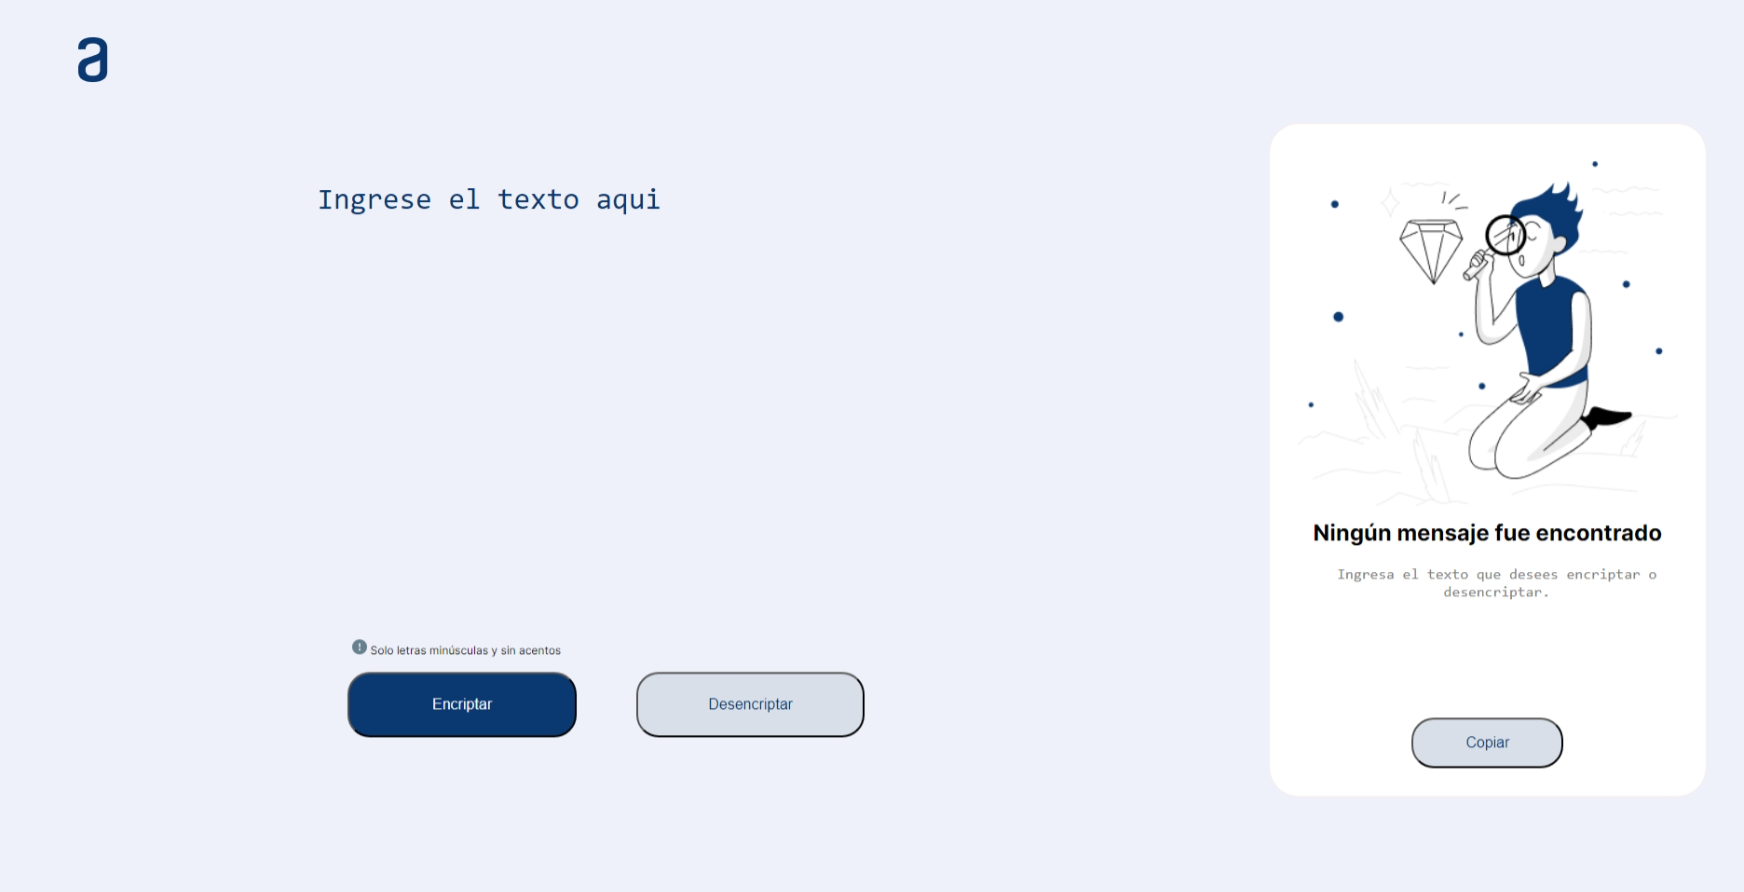 a
Ingrese el texto aqui
Solo letras minúsculas y sin acentos
Encriptar
Desencriptar
Ningún mensaje fue encontrado
Ingresa el texto que desees encriptar o
desencriptar.
Copiar